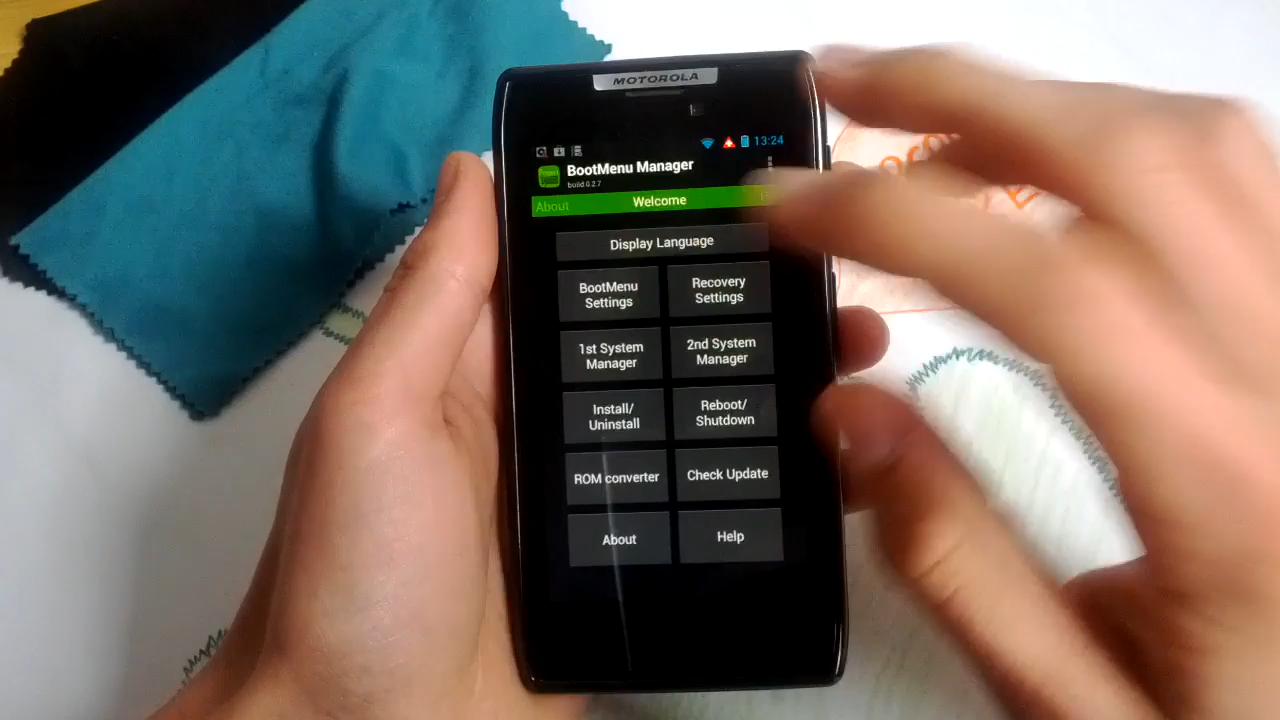 MOTOROLA
13:24
BootMenu Manager
build 0.2.7
About
Welcome
Display Language
BootMenu
Settings
Recovery
Settings
1st System
Manager
2nd System
Manager
Install/
Uninstall
Reboot/
Shutdown
ROM converter
Check Update
About
Help